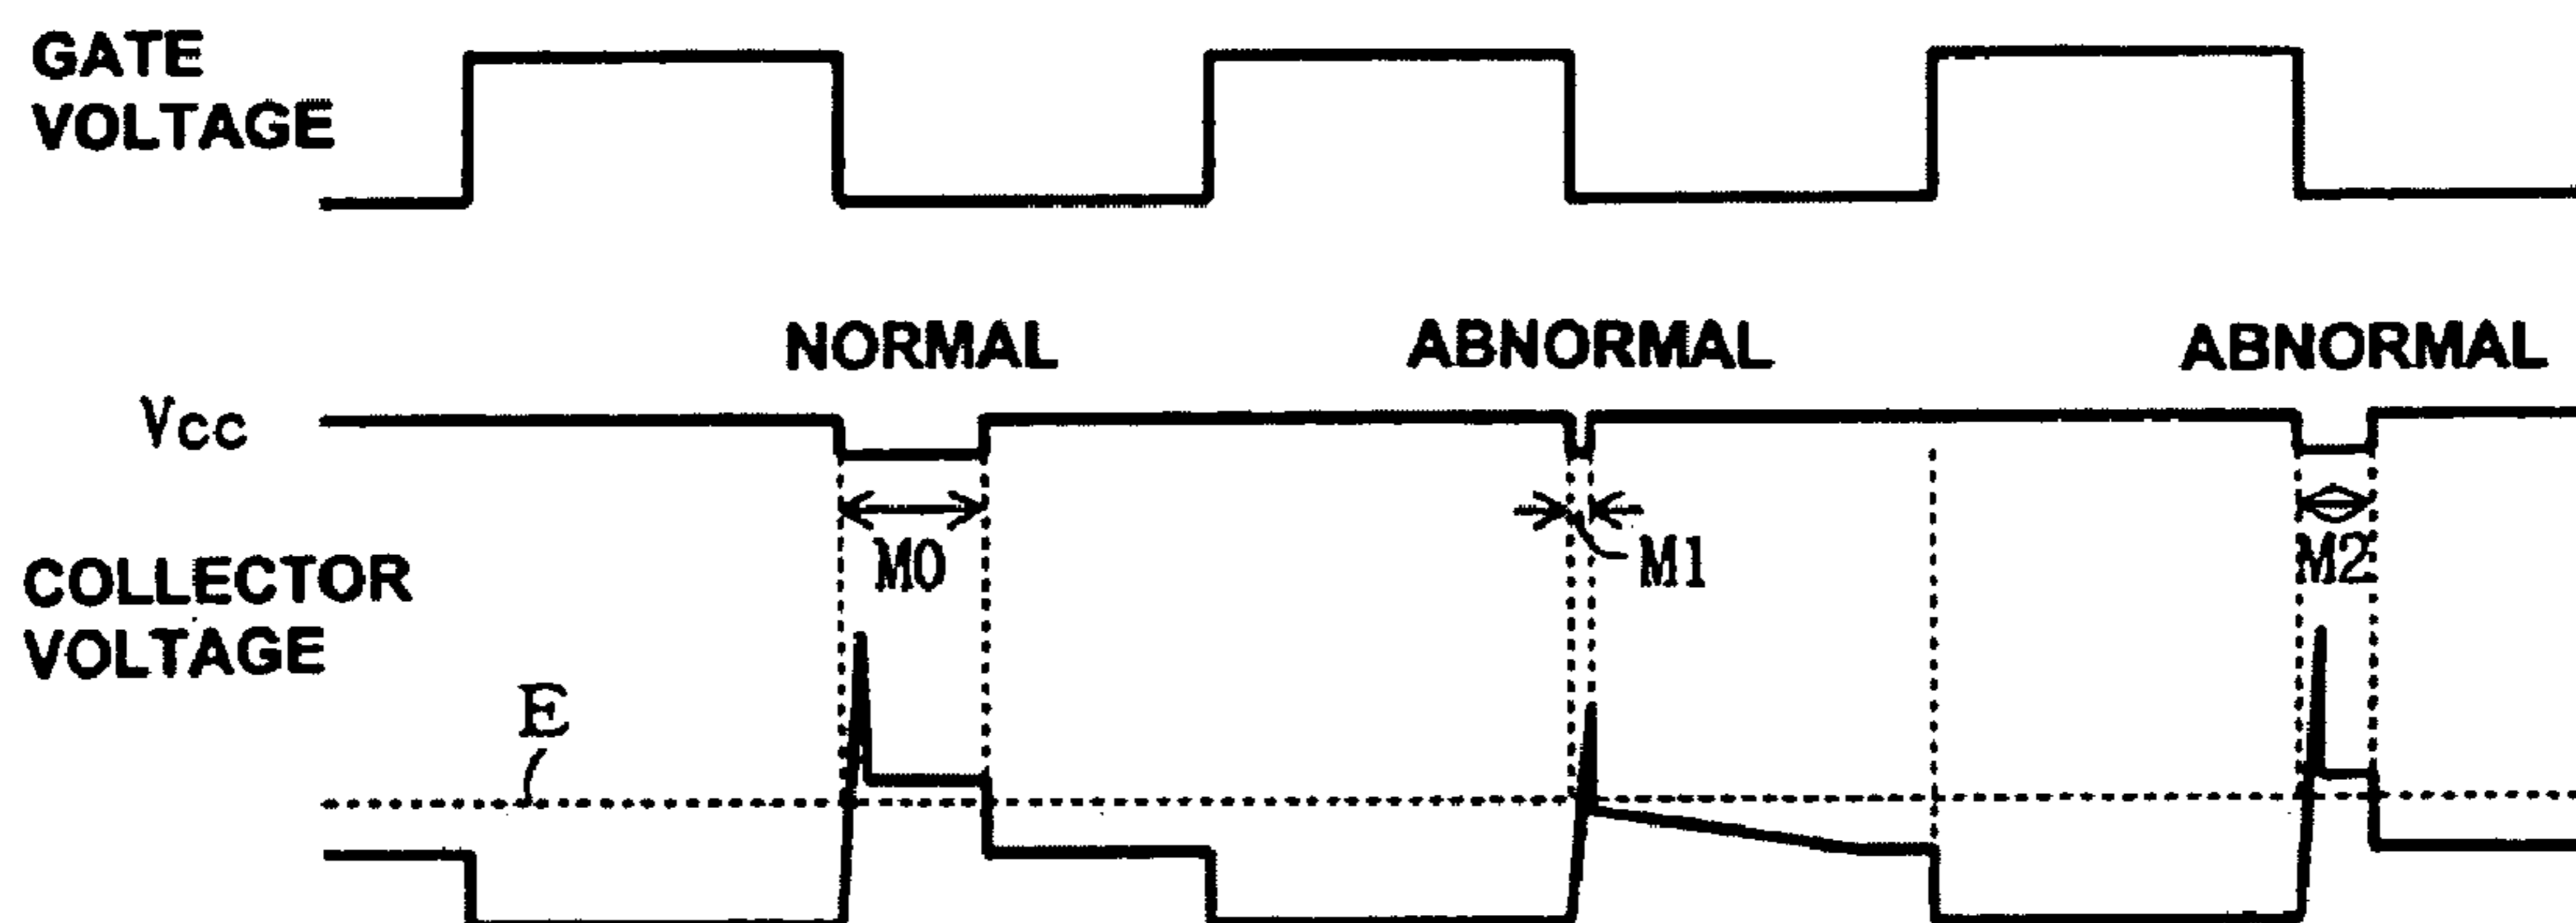 GATE
VOLTAGE
NORMAL
ABNORMAL
ABNORMAL
Vcc
M0
M1
M2
COLLECTOR
VOLTAGE
E